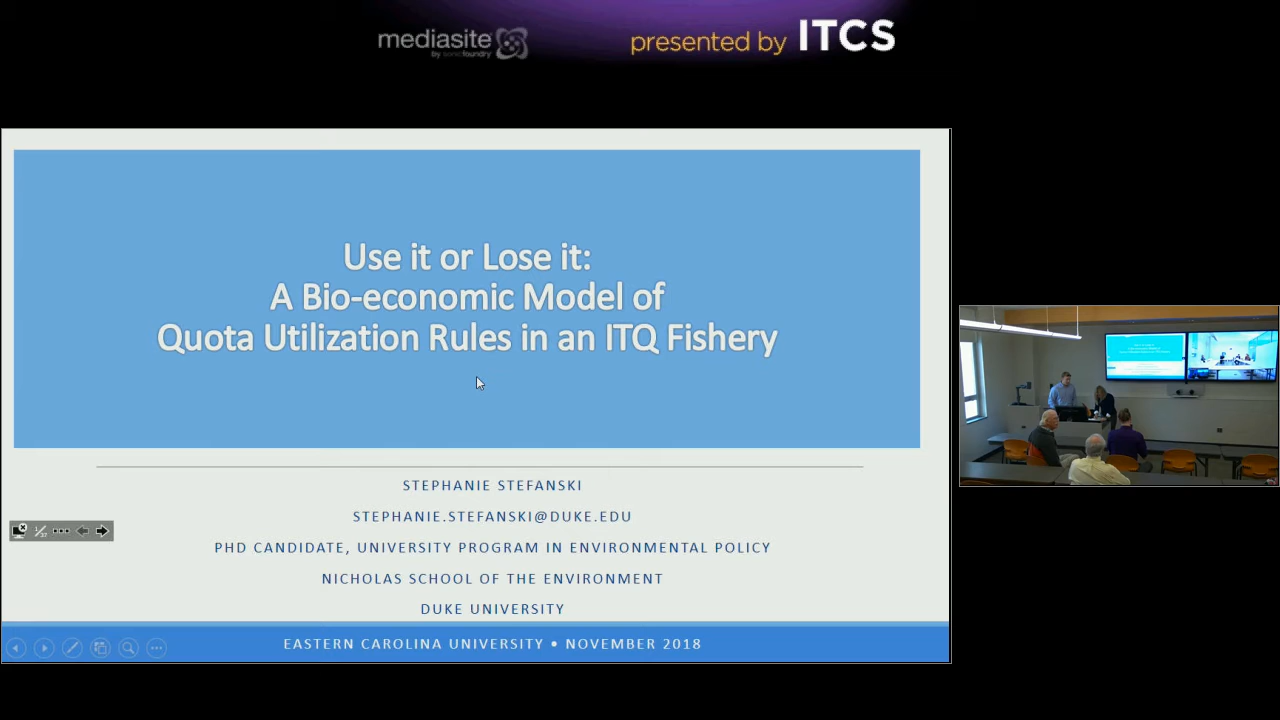 mediasite
by sonicfoundry
presented by ITCS
Use it or Lose it:
A Bio-economic Model of
Quota Utilization Rules in an ITQ Fishery
STEPHANIE STEFANSKI
STEPHANIE.STEFANSKI@DUKE.EDU
PHD CANDIDATE, UNIVERSITY PROGRAM IN ENVIRONMENTAL POLICY
NICHOLAS SCHOOL OF THE ENVIRONMENT
DUKE UNIVERSITY
EASTERN CAROLINA UNIVERSITY • NOVEMBER 2018